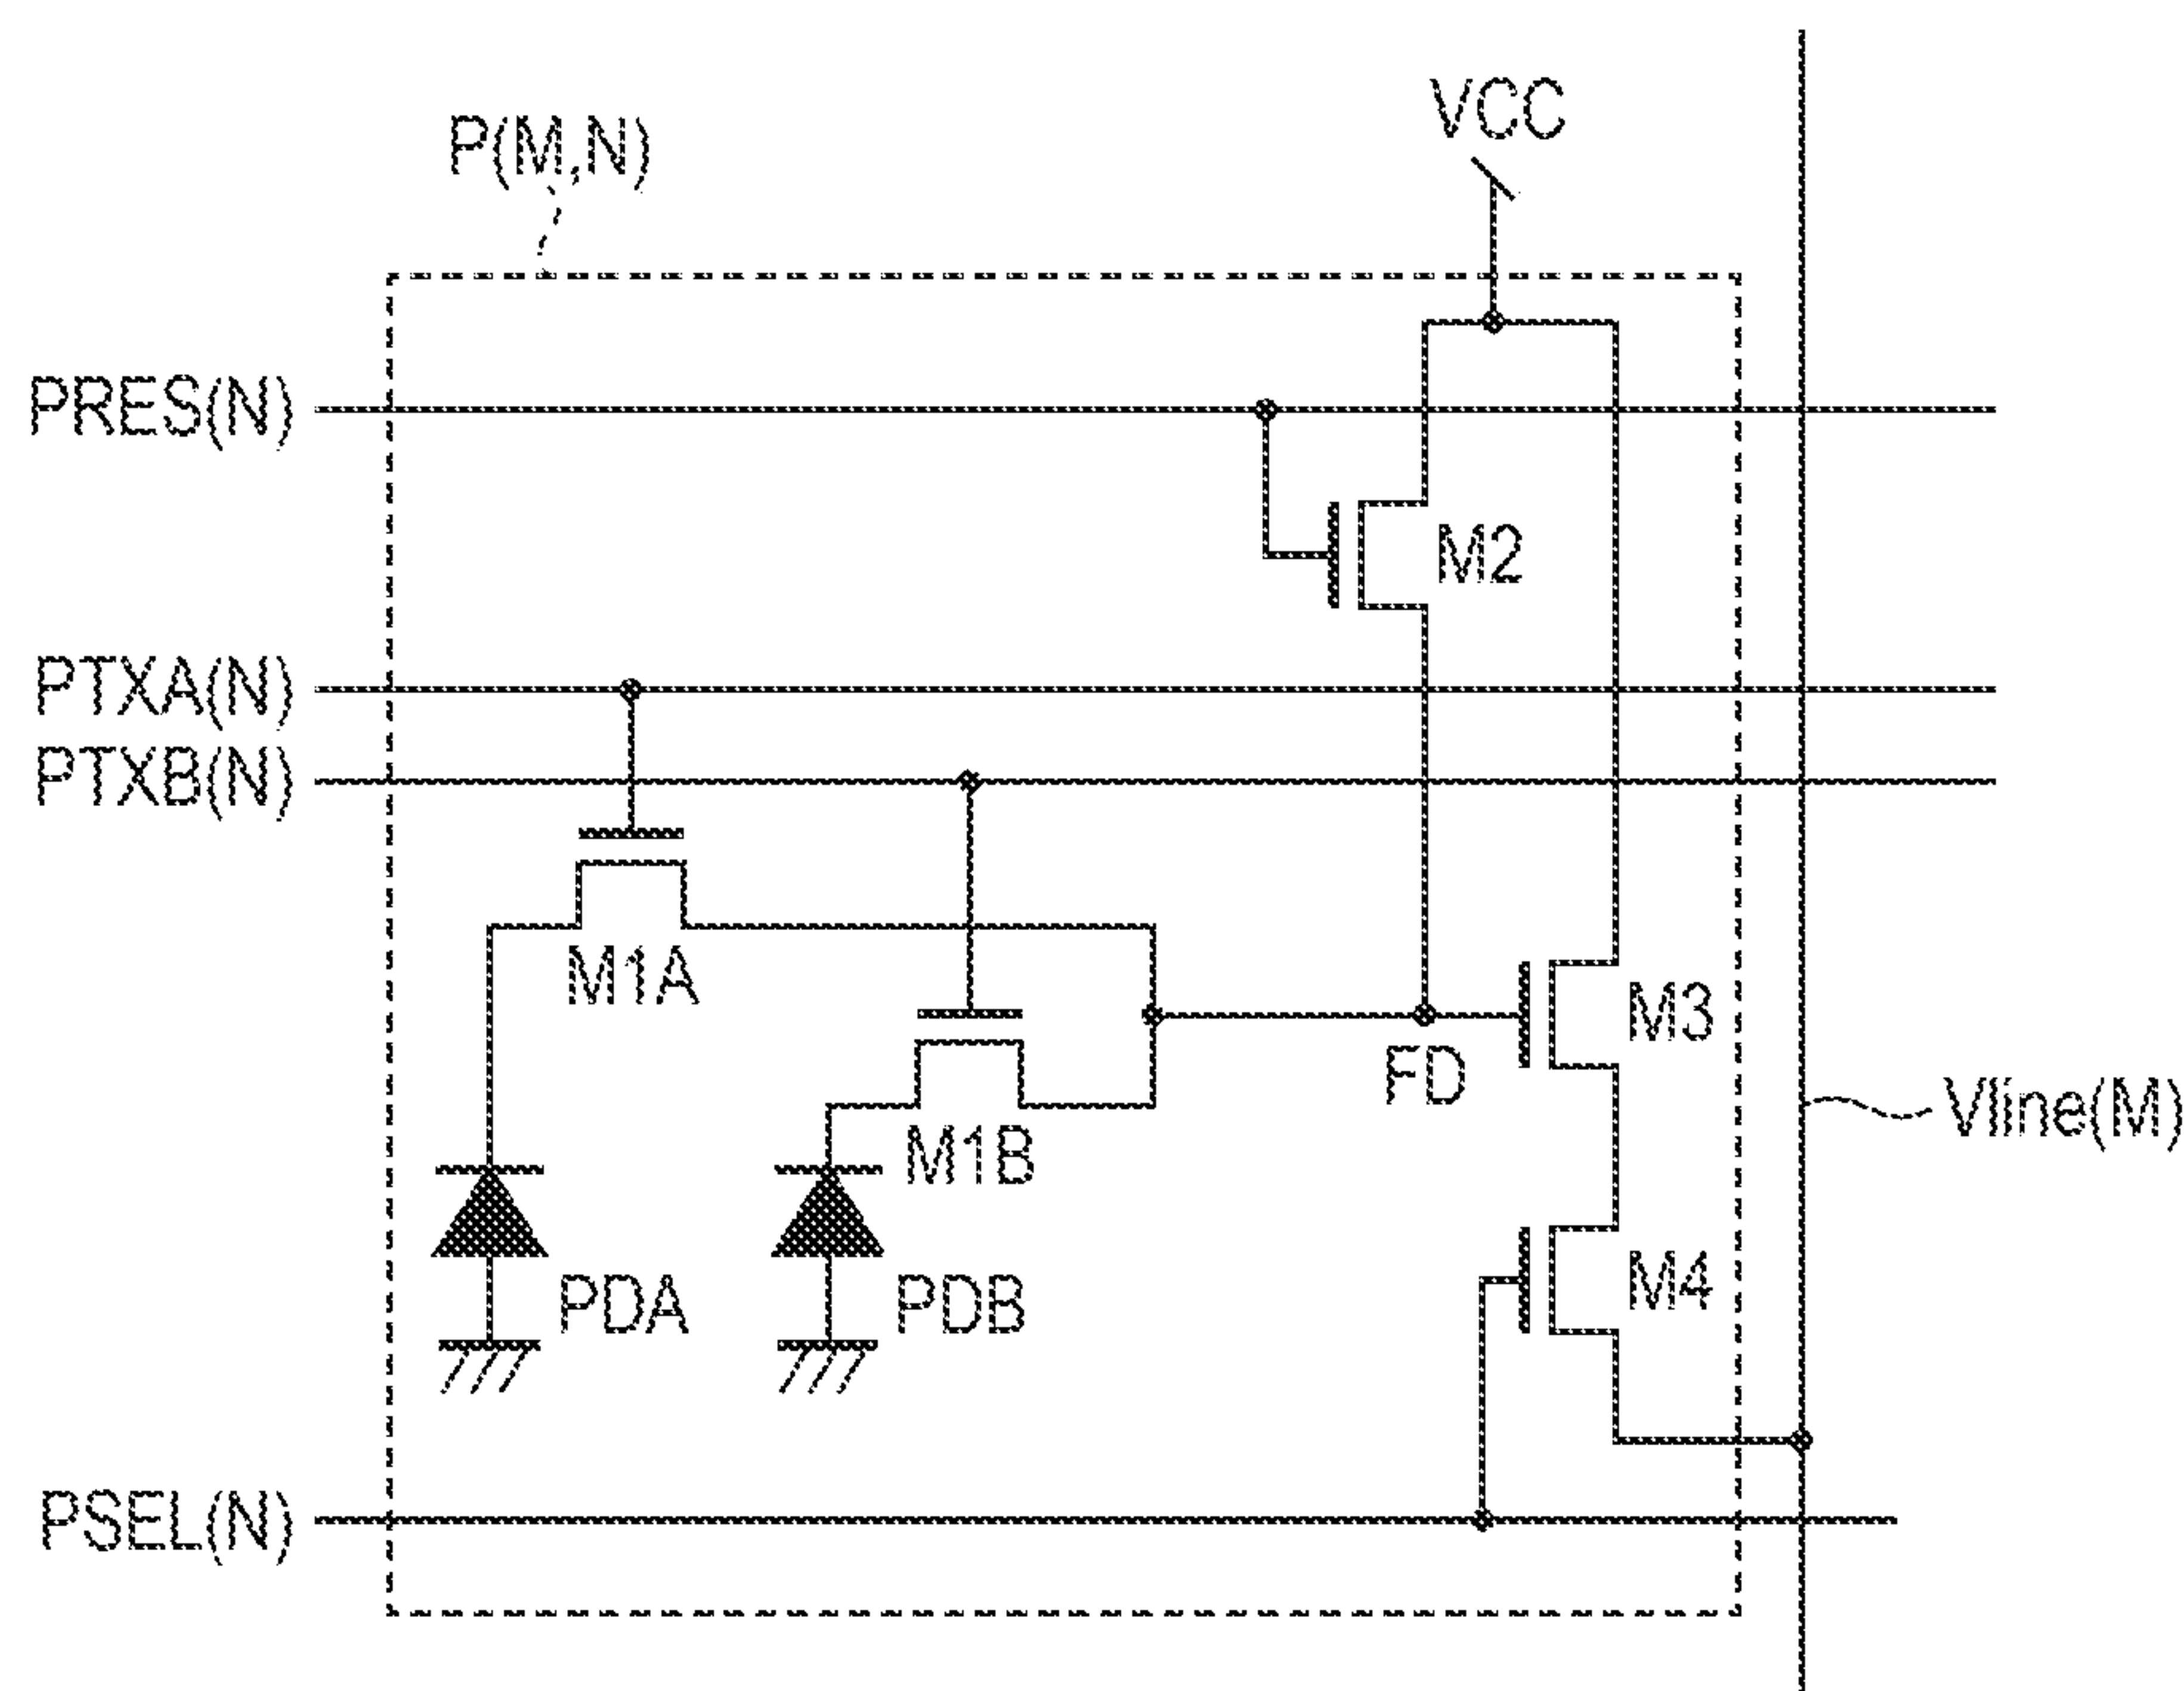 VCC
P(M,N)
PRES(N)
M2
PTXA(N)
PTXB(N)
M1A
M3
FD
Vline(M)
M1B
M4
PDA
PDB
PSEL(N)